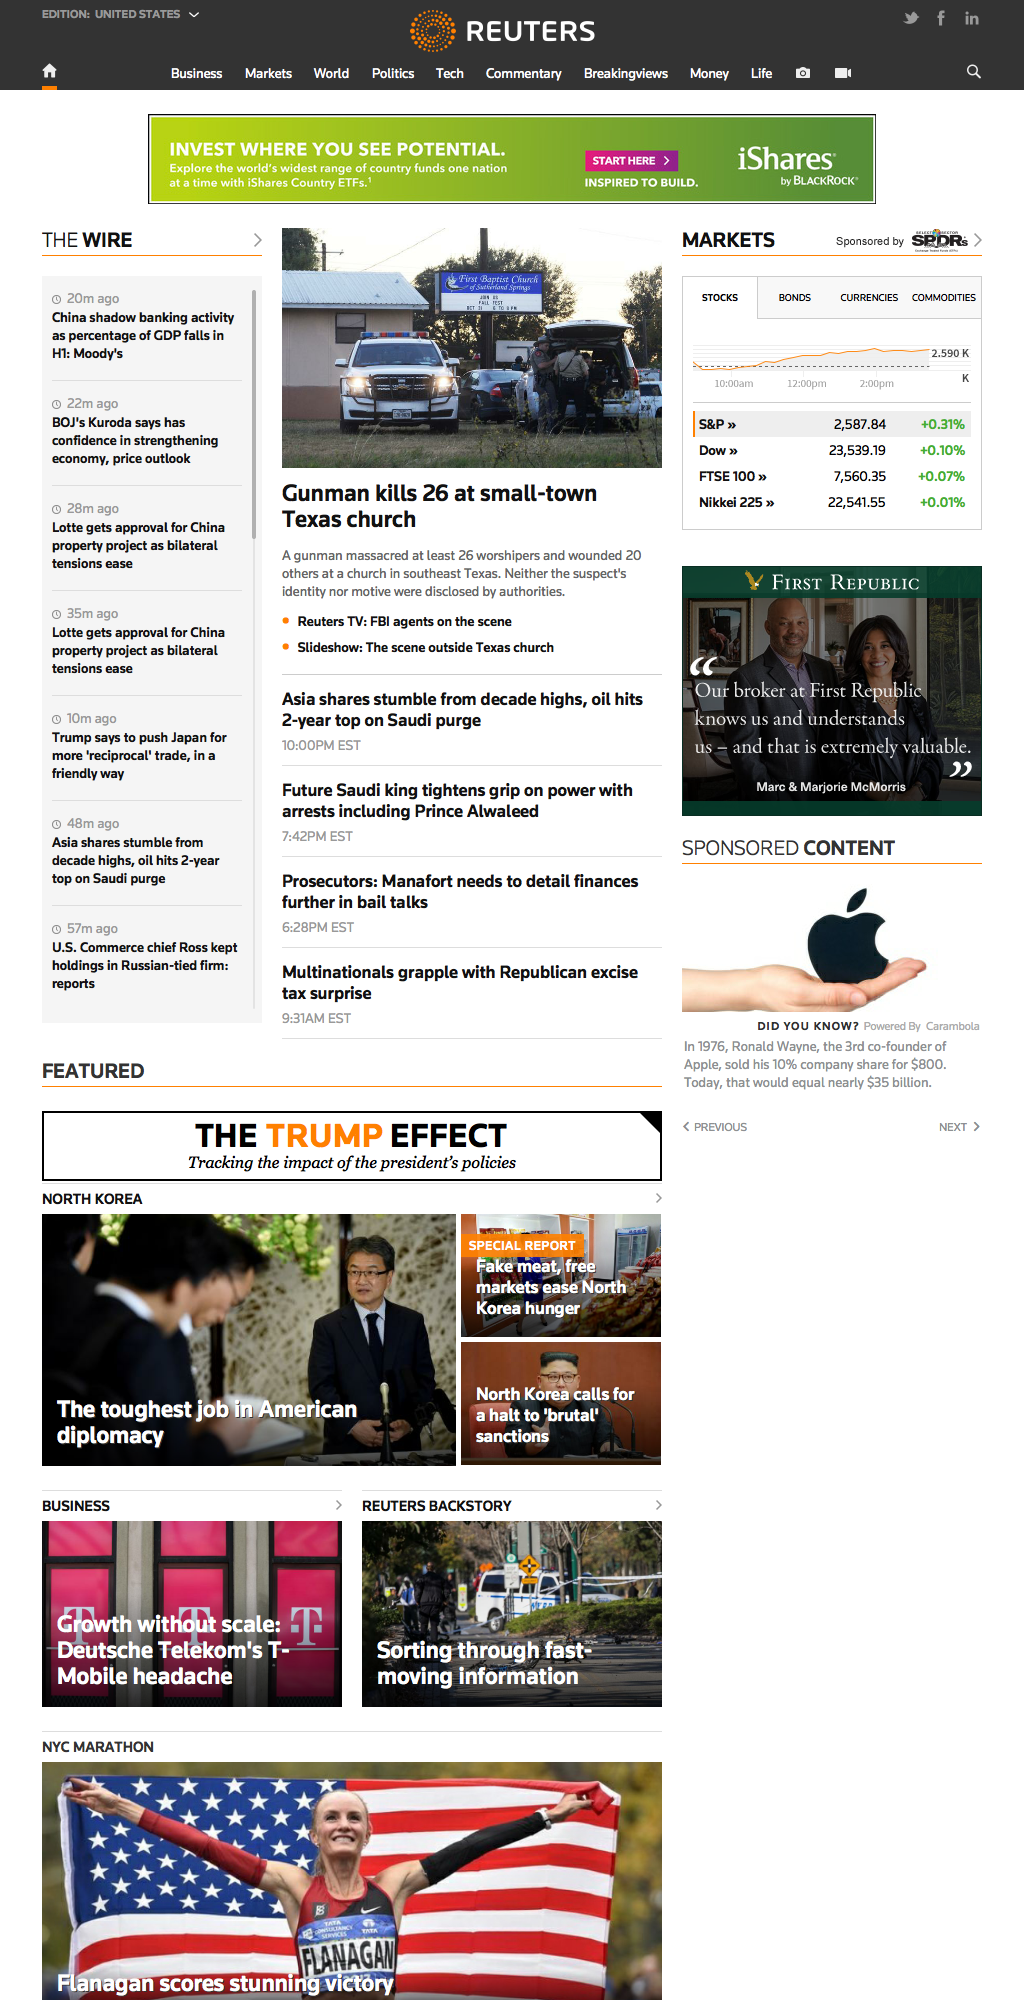 EDITION: UNITED STATES
REUTERS
Business Markets World Politics Tech Commentary Breakingviews Money Life
INVEST WHERE YOU SEE POTENTIAL.
Explore the world's widest range of country funds one nation
at a time with iShares Country ETFs.1
START HERE
INSPIRED TO BUILD.
iShares
by BLACKROCK
THE WIRE
20m ago
China shadow banking activity
as percentage of GDP falls in
H1: Moody's
22m ago
BOJ's Kuroda says has
confidence in strengthening
economy, price outlook
28m ago
Lotte gets approval for China
property project as bilateral
tensions ease
35m ago
Lotte gets approval for China
property project as bilateral
tensions ease
10m ago
Trump says to push Japan for
more 'reciprocal' trade, in a
friendly way
48m ago
Asia shares stumble from
decade highs, oil hits 2-year
top on Saudi purge
57m ago
U.S. Commerce chief Ross kept
holdings in Russian-tied firm:
reports
First Baptist Church
of Sutherland Springs
JOIN US
FALL FEST
OCT 31 6 TO 8 PM
Gunman kills 26 at small-town
Texas church
A gunman massacred at least 26 worshipers and wounded 20
others at a church in southeast Texas. Neither the suspect's
identity nor motive were disclosed by authorities.
Reuters TV: FBI agents on the scene
Slideshow: The scene outside Texas church
Asia shares stumble from decade highs, oil hits
2-year top on Saudi purge
10:00PM EST
Future Saudi king tightens grip on power with
arrests including Prince Alwaleed
7:42PM EST
Prosecutors: Manafort needs to detail finances
further in bail talks
6:28PM EST
Multinationals grapple with Republican excise
tax surprise
9:31AM EST
MARKETS
Sponsored by SELECT SECTOR SPDRs
STOCKS BONDS CURRENCIES COMMODITIES
2.590 K
K
10:00am 12:00pm 2:00pm
S&P » 2,587.84 +0.31%
Dow » 23,539.19 +0.10%
FTSE 100 » 7,560.35 +0.07%
Nikkei 225 » 22,541.55 +0.01%
FIRST REPUBLIC
“
Our broker at First Republic
knows us and understands
us – and that is extremely valuable.
”
Marc & Marjorie McMorris
SPONSORED CONTENT
DID YOU KNOW? Powered By Carambola
In 1976, Ronald Wayne, the 3rd co-founder of
Apple, sold his 10% company share for $800.
Today, that would equal nearly $35 billion.
PREVIOUS NEXT
FEATURED
THE TRUMP EFFECT
Tracking the impact of the president's policies
NORTH KOREA
The toughest job in American
diplomacy
SPECIAL REPORT
Fake meat, free
markets ease North
Korea hunger
North Korea calls for
a halt to 'brutal'
sanctions
BUSINESS
T T T
Growth without scale:
Deutsche Telekom's T-
Mobile headache
REUTERS BACKSTORY
Sorting through fast-
moving information
NYC MARATHON
TATA
CONSULTANCY
SERVICES
TATA
FLANAGAN
Flanagan scores stunning victory